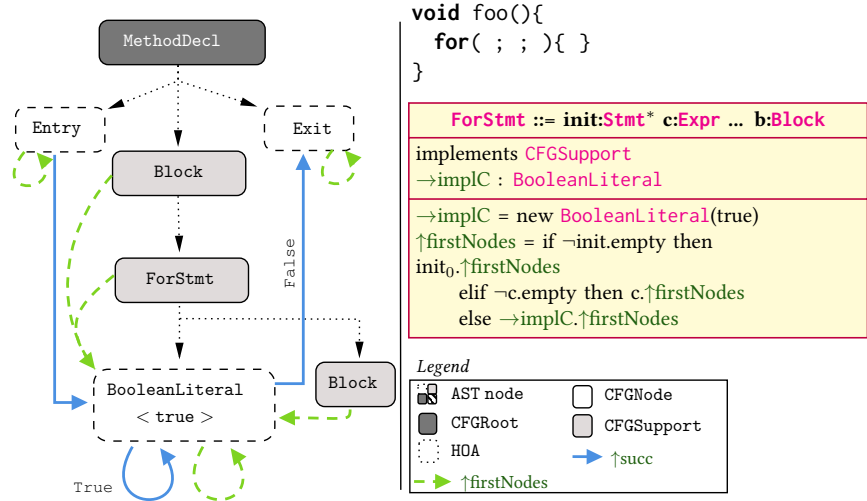 MethodDecl
Entry
Exit
Block
False
ForStmt
BooleanLiteral
< true >
Block
True
void foo(){
for( ; ; ){ }
}
ForStmt ::= init:Stmt* c:Expr ... b:Block
implements CFGSupport
→implC : BooleanLiteral
→implC = new BooleanLiteral(true)
↑firstNodes = if ¬init.empty then
init₀.↑firstNodes
elif ¬c.empty then c.↑firstNodes
else →implC.↑firstNodes
Legend
AST node
CFGNode
CFGRoot
CFGSupport
HOA
↑succ
↑firstNodes